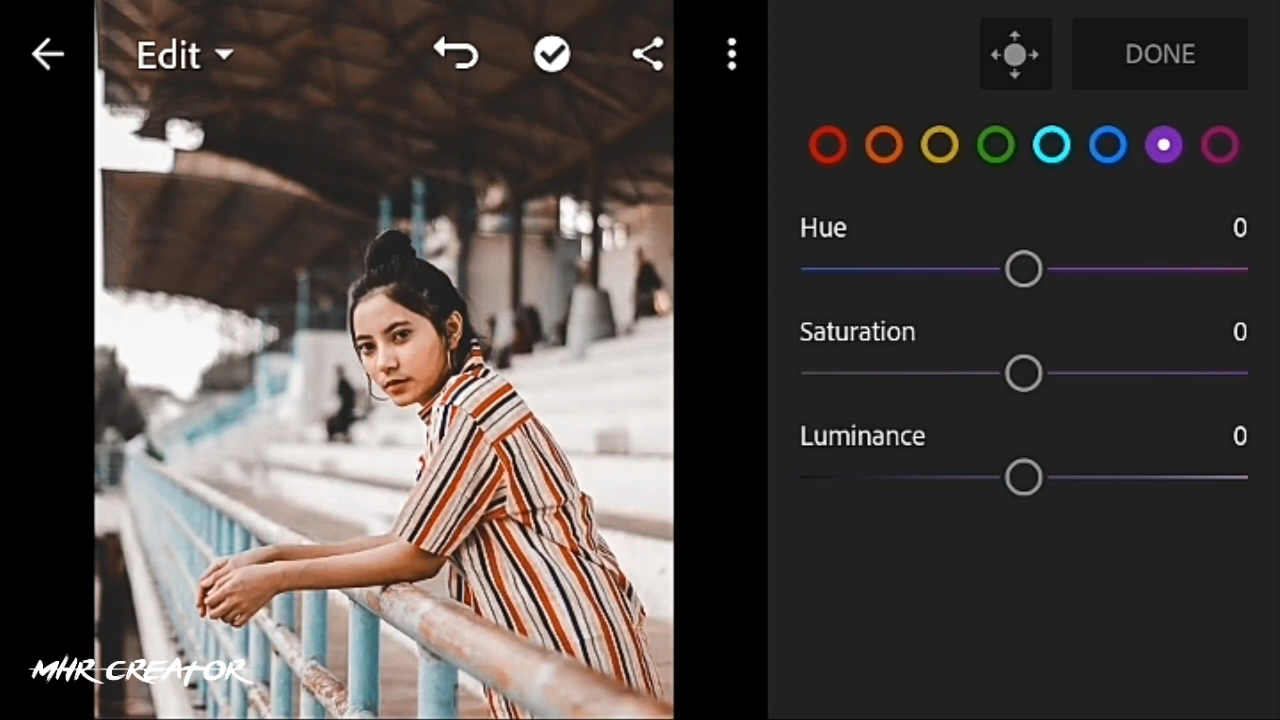 Edit
DONE
Hue 0
Saturation 0
Luminance 0
MHR CREATOR